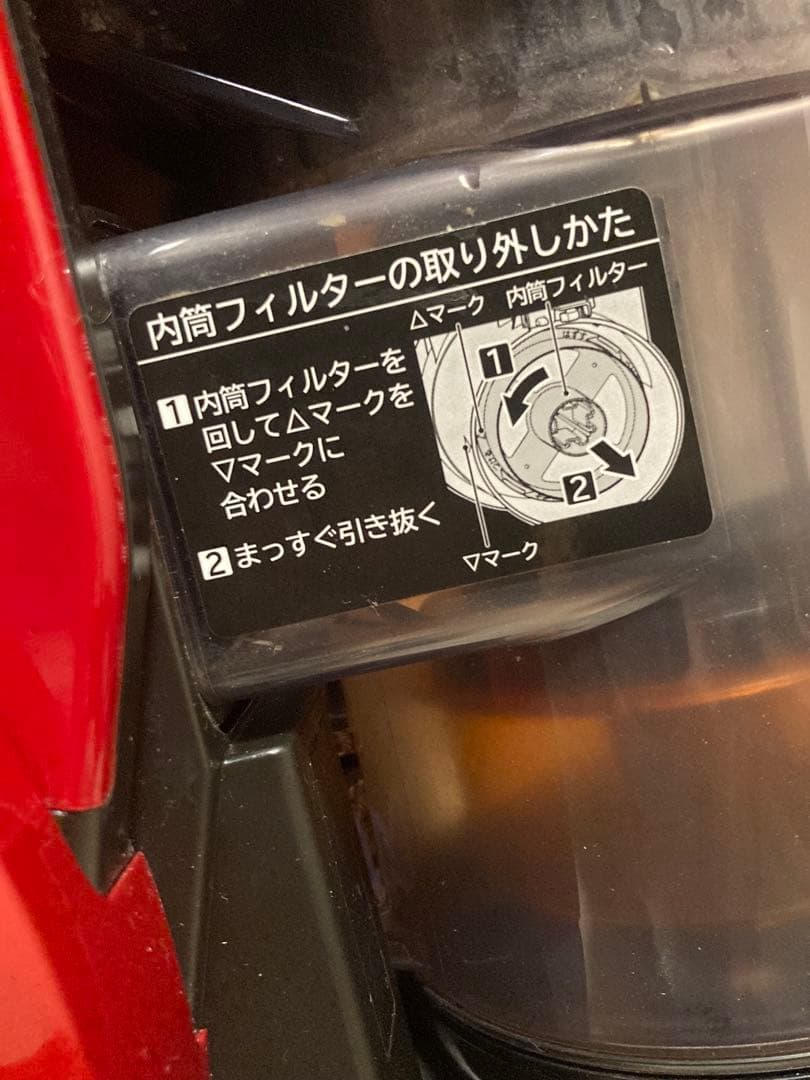 内筒フィルターの取り外しかた
1 内筒フィルターを
回して△マークを
▽マークに
合わせる
2 まっすぐ引き抜く
△マーク
内筒フィルター
1
はずす
2
▽マーク